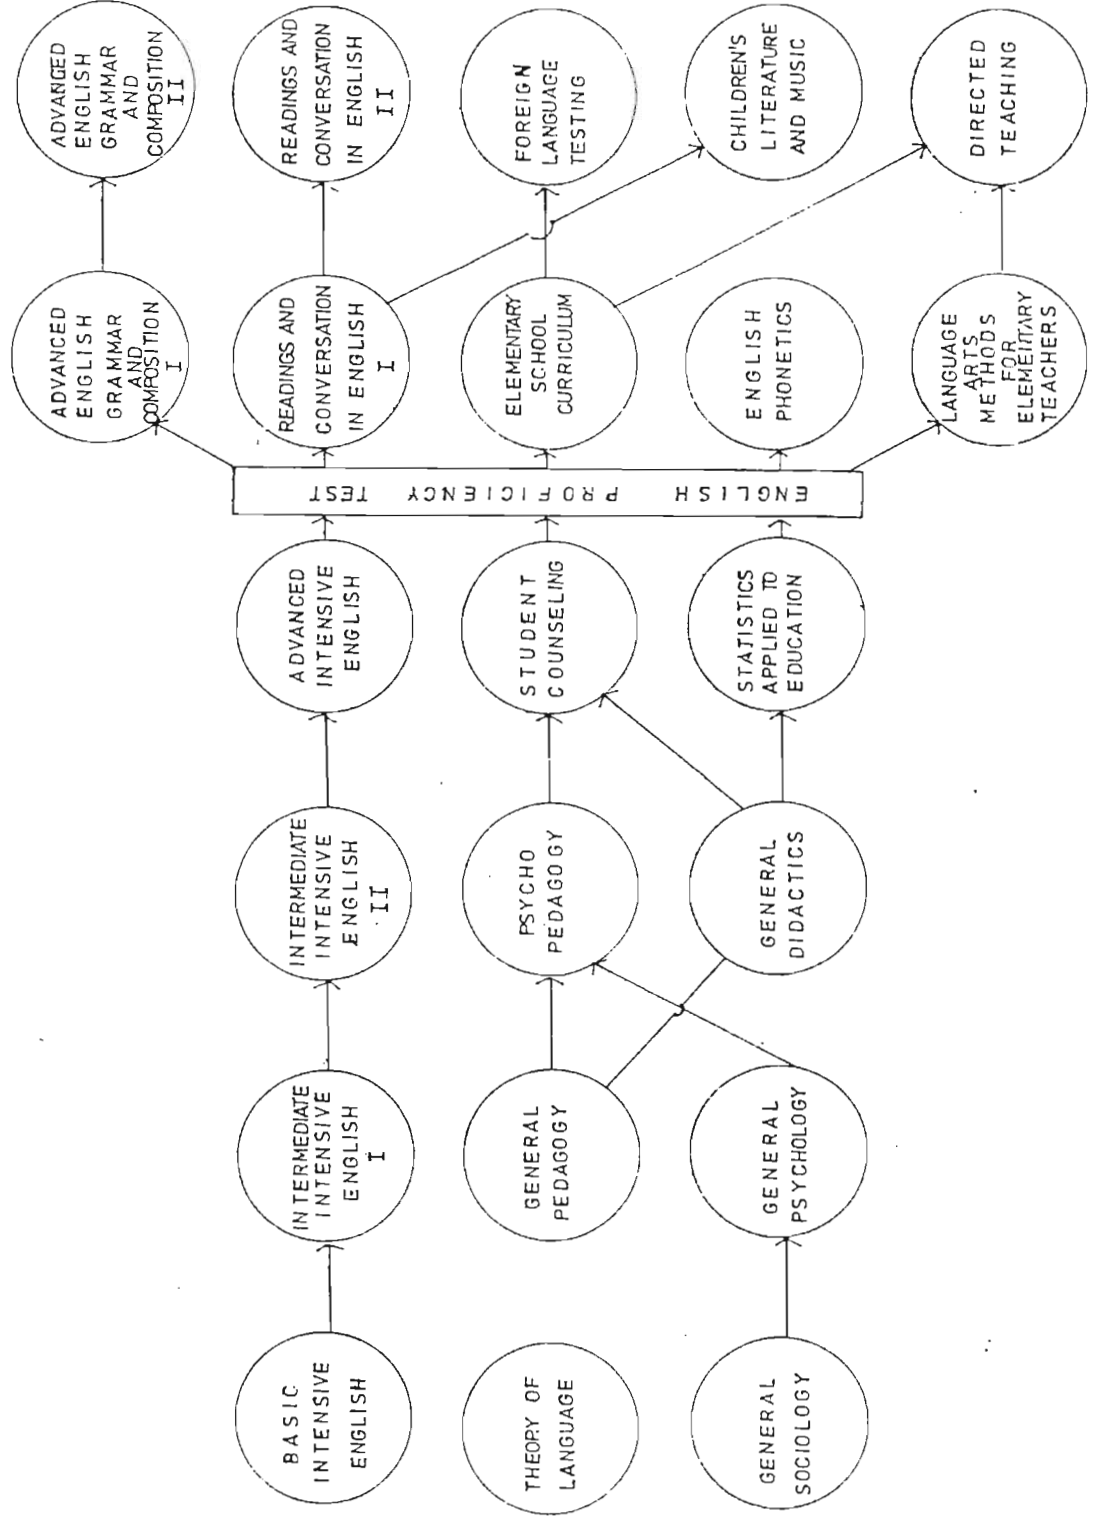 BASIC
INTENSIVE
ENGLISH
THEORY OF
LANGUAGE
GENERAL
SOCIOLOGY
INTERMEDIATE
INTENSIVE
ENGLISH
I
GENERAL
PEDAGOGY
GENERAL
PSYCHOLOGY
INTERMEDIATE
INTENSIVE
ENGLISH
II
PSYCHO
PEDAGOGY
GENERAL
DIDACTICS
ADVANCED
INTENSIVE
ENGLISH
STUDENT
COUNSELING
STATISTICS
APPLIED TO
EDUCATION
ENGLISH PROFICIENCY TEST
ADVANCED
ENGLISH
GRAMMAR
AND
COMPOSITION
I
READINGS AND
CONVERSATION
IN ENGLISH
I
ELEMENTARY
SCHOOL
CURRICULUM
ENGLISH
PHONETICS
LANGUAGE
ARTS
METHODS
FOR
ELEMENTARY
TEACHERS
ADVANCED
ENGLISH
GRAMMAR
AND
COMPOSITION
II
READINGS AND
CONVERSATION
IN ENGLISH
II
FOREIGN
LANGUAGE
TESTING
CHILDREN'S
LITERATURE
AND MUSIC
DIRECTED
TEACHING